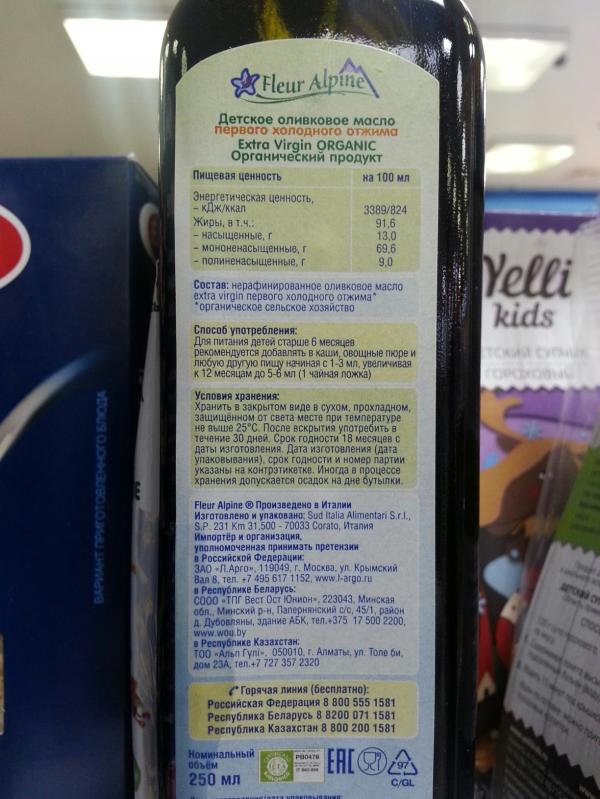 Fleur Alpine
Детское оливковое масло
первого холодного отжима
Extra Virgin ORGANIC
Органический продукт
Пищевая ценность на 100 мл
Энергетическая ценность,
– кДж/ккал 3389/824
Жиры, в т.ч.: 91,6
– насыщенные, г 13,0
– мононенасыщенные, г 69,6
– полиненасыщенные, г 9,0
Состав: нерафинированное оливковое масло
extra virgin первого холодного отжима*
*органическое сельское хозяйство
Способ употребления:
Для питания детей старше 6 месяцев
рекомендуется добавлять в каши, овощные пюре и
любую другую пищу начиная с 1-3 мл, увеличивая
к 12 месяцам до 5-6 мл (1 чайная ложка)
Условия хранения:
Хранить в закрытом виде в сухом, прохладном,
защищённом от света месте при температуре
не выше 25°С. После вскрытия употребить в
течение 30 дней. Срок годности 18 месяцев с
даты изготовления. Дата изготовления (дата
упаковывания), срок годности и номер партии
указаны на контрэтикетке. Иногда в процессе
хранения допускается осадок на дне бутылки.
Fleur Alpine ® Произведено в Италии
Изготовлено и упаковано: Sud Italia Alimentari S.r.l.,
S.P. 231 Km 31,500 - 70033 Corato, Италия
Импортёр и организация,
уполномоченная принимать претензии
в Российской Федерации:
ЗАО «Л.Арго», 119049, г. Москва, ул. Крымский
Вал 8, тел. +7 495 617 1152, www.l-argo.ru
в Республике Беларусь:
СООО «ТПГ Вест Ост Юнион», 223043, Минская
обл., Минский р-н, Папернянский с/с, 45/1, район
д. Дубовляны, здание АБК, тел.+375 17 500 2200,
www.wou.by
в Республике Казахстан:
ТОО «Альп Гүлі», 050010, г. Алматы, ул. Толе би,
дом 23А, тел.+7 727 357 2320
Горячая линия (бесплатно):
Российская Федерация 8 800 555 1581
Республика Беларусь 8 8200 071 1581
Республика Казахстан 8 800 200 1581
Номинальный
объём
250 мл
РВ0478
EAC
97
C/GL
ВАРИАНТ ПРИГОТОВЛЕННОГО БЛЮДА
Yelli
kids
ДЕТСКИЙ СУПЧИК
ГОРОХОВЫЙ